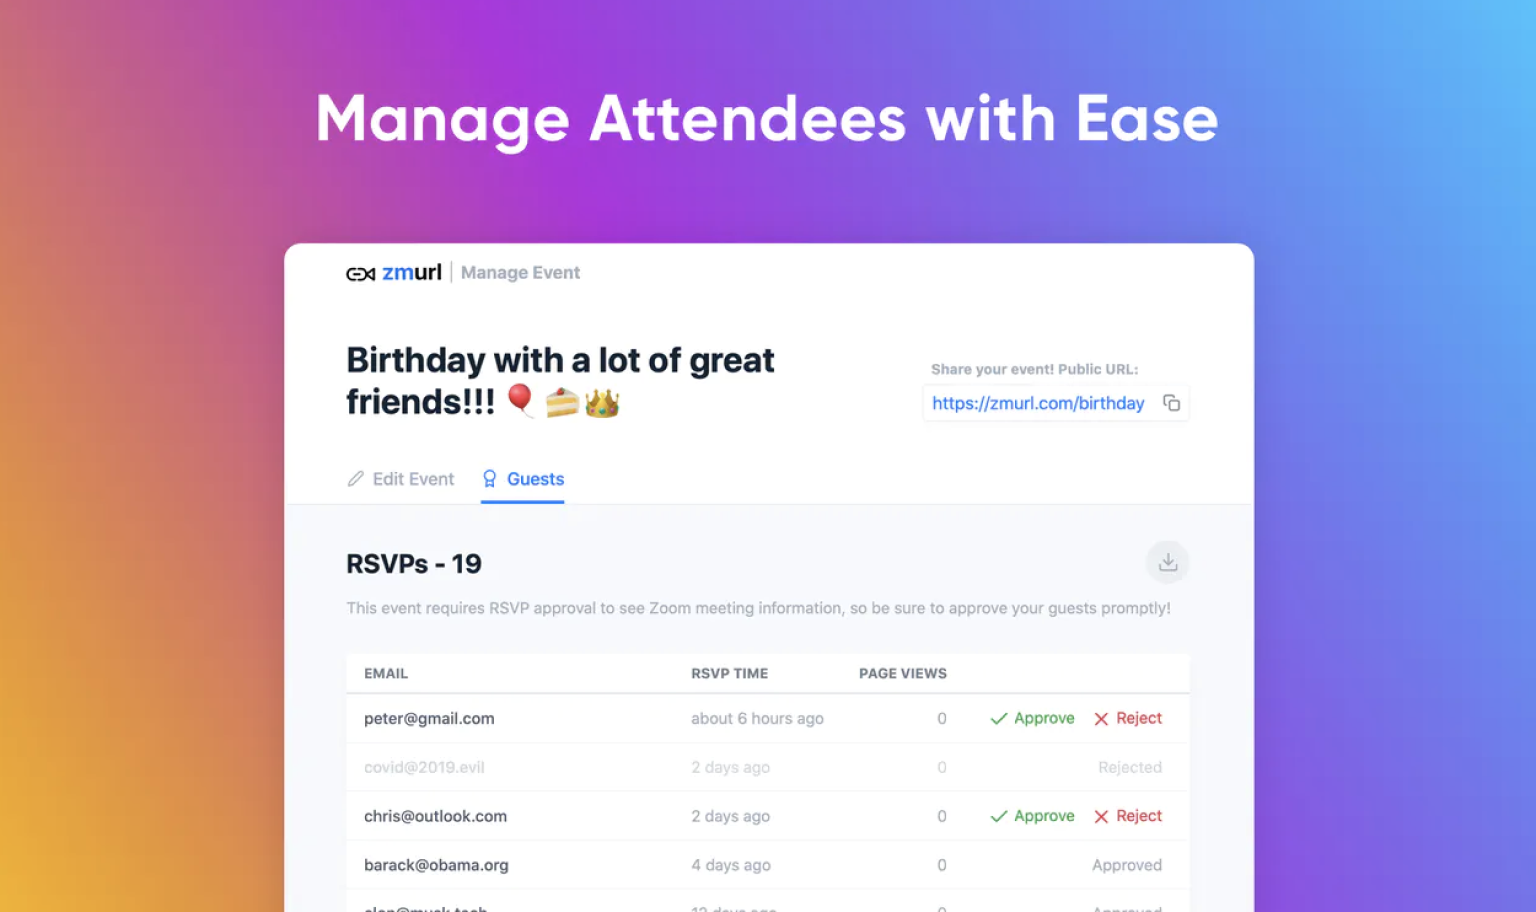 Manage Attendees with Ease
zmurl | Manage Event
Birthday with a lot of great
friends!!! 🎈🍰👑
Share your event! Public URL:
https://zmurl.com/birthday
Edit Event Guests
RSVPs - 19
This event requires RSVP approval to see Zoom meeting information, so be sure to approve your guests promptly!
EMAIL RSVP TIME PAGE VIEWS
peter@gmail.com about 6 hours ago 0 Approve Reject
covid@2019.evil 2 days ago 0 Rejected
chris@outlook.com 2 days ago 0 Approve Reject
barack@obama.org 4 days ago 0 Approved